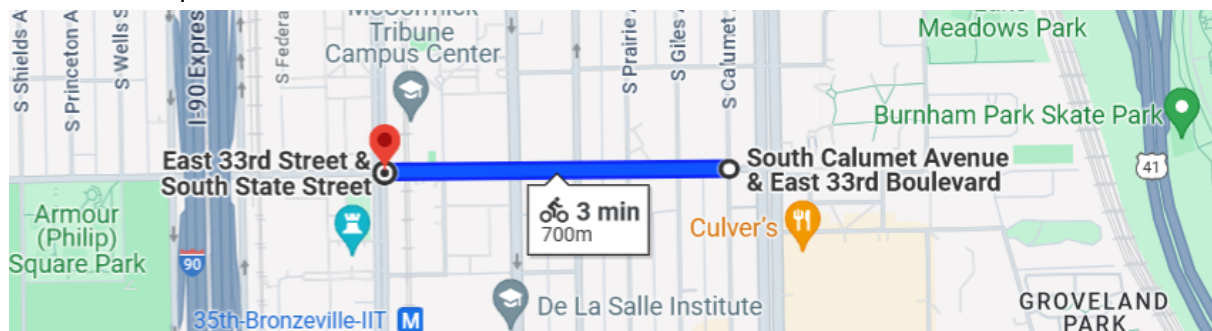 McCormick
Tribune
Campus Center
Meadows Park
S Shields A
S Princeton A
S Wells S
I-90 Expres
S Federa
S Prairie A
S Giles A
S Calumet A
Burnham Park Skate Park
41
East 33rd Street &
South State Street
South Calumet Avenue
& East 33rd Boulevard
3 min
700m
Armour
(Philip)
Square Park
90
Culver's
De La Salle Institute
35th-Bronzeville-IIT M
GROVELAND
PARK